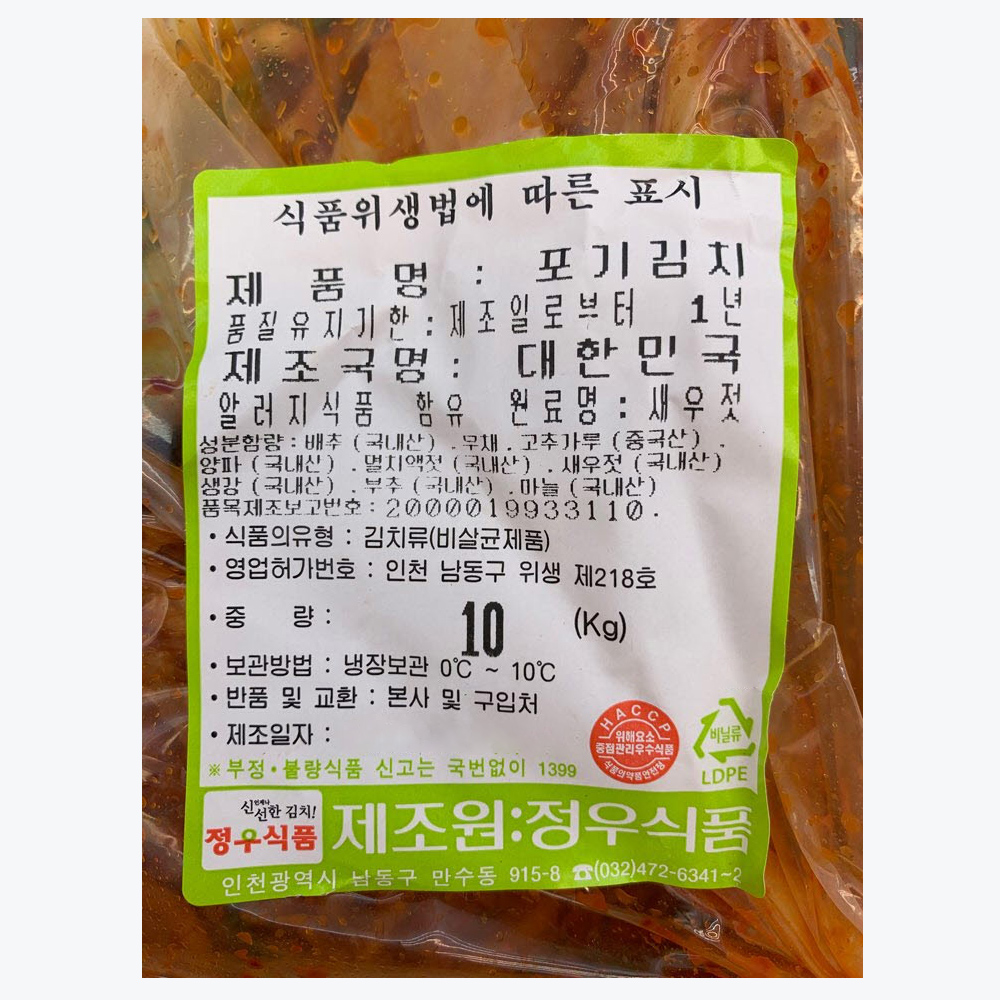 식품위생법에 따른 표시
제 품 명 : 포기김치
품질유지기한 : 제조일로부터 1년
제조국명 : 대한민국
알러지식품 함유 원료명 : 새우젓
성분함량 : 배추 (국내산) . 무채 . 고추가루 (중국산) .
양파 (국내산) . 멸치액젓 (국내산) . 새우젓 (국내산)
생강 (국내산) . 부추 (국내산) . 마늘 (국내산)
품목제조보고번호 : 2000019933110 .
• 식품의유형 : 김치류(비살균제품)
• 영업허가번호 : 인천 남동구 위생 제218호
• 중 량 : 10 (Kg)
• 보관방법 : 냉장보관 0℃ ~ 10℃
• 반품 및 교환 : 본사 및 구입처
• 제조일자 :
HACCP
위해요소
중점관리우수식품
식품의약품안전청
비닐류
LDPE
※ 부정 • 불량식품 신고는 국번없이 1399
언제나
신선한 김치!
정우식품
제조원:정우식품
인천광역시 남동구 만수동 915-8 ☎(032)472-6341~2